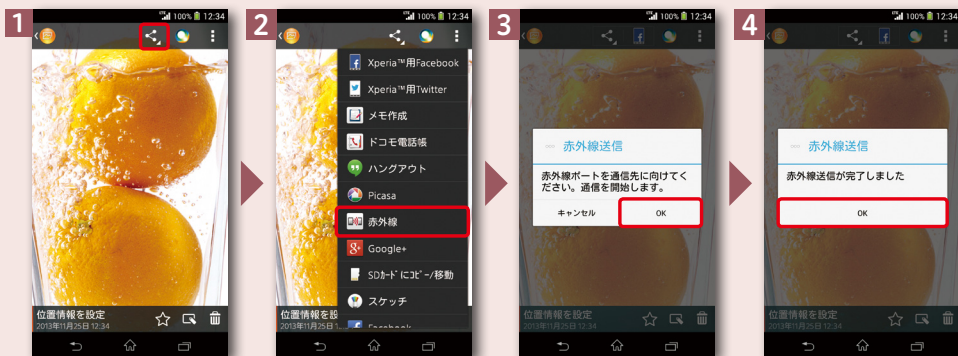 1
LTE 100% 12:34
位置情報を設定
2013年11月25日 12:34
2
LTE 100% 12:34
Xperia™用Facebook
Xperia™用Twitter
メモ作成
ドコモ電話帳
ハングアウト
Picasa
赤外線
Google+
SDｶｰﾄﾞにｺﾋﾟｰ/移動
スケッチ
Facebook
位置情報を設
2013年11月25日 1...
3
LTE 100% 12:34
赤外線送信
赤外線ポートを通信先に向けてく
ださい。通信を開始します。
キャンセル
OK
位置情報を設定
2013年11月25日 12:34
4
LTE 100% 12:34
赤外線送信
赤外線送信が完了しました
OK
位置情報を設定
2013年11月25日 12:34